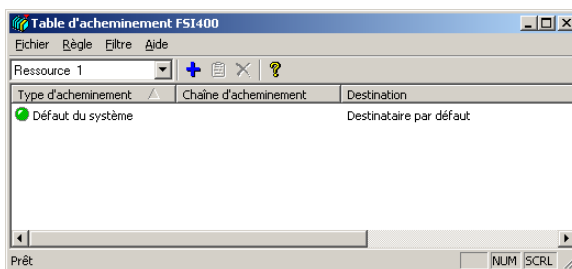 Table d'acheminement FSI400
Fichier Règle Filtre Aide
Ressource 1
Type d'acheminement Chaîne d'acheminement Destination
Défaut du système Destinataire par défaut
Prêt NUM SCRL